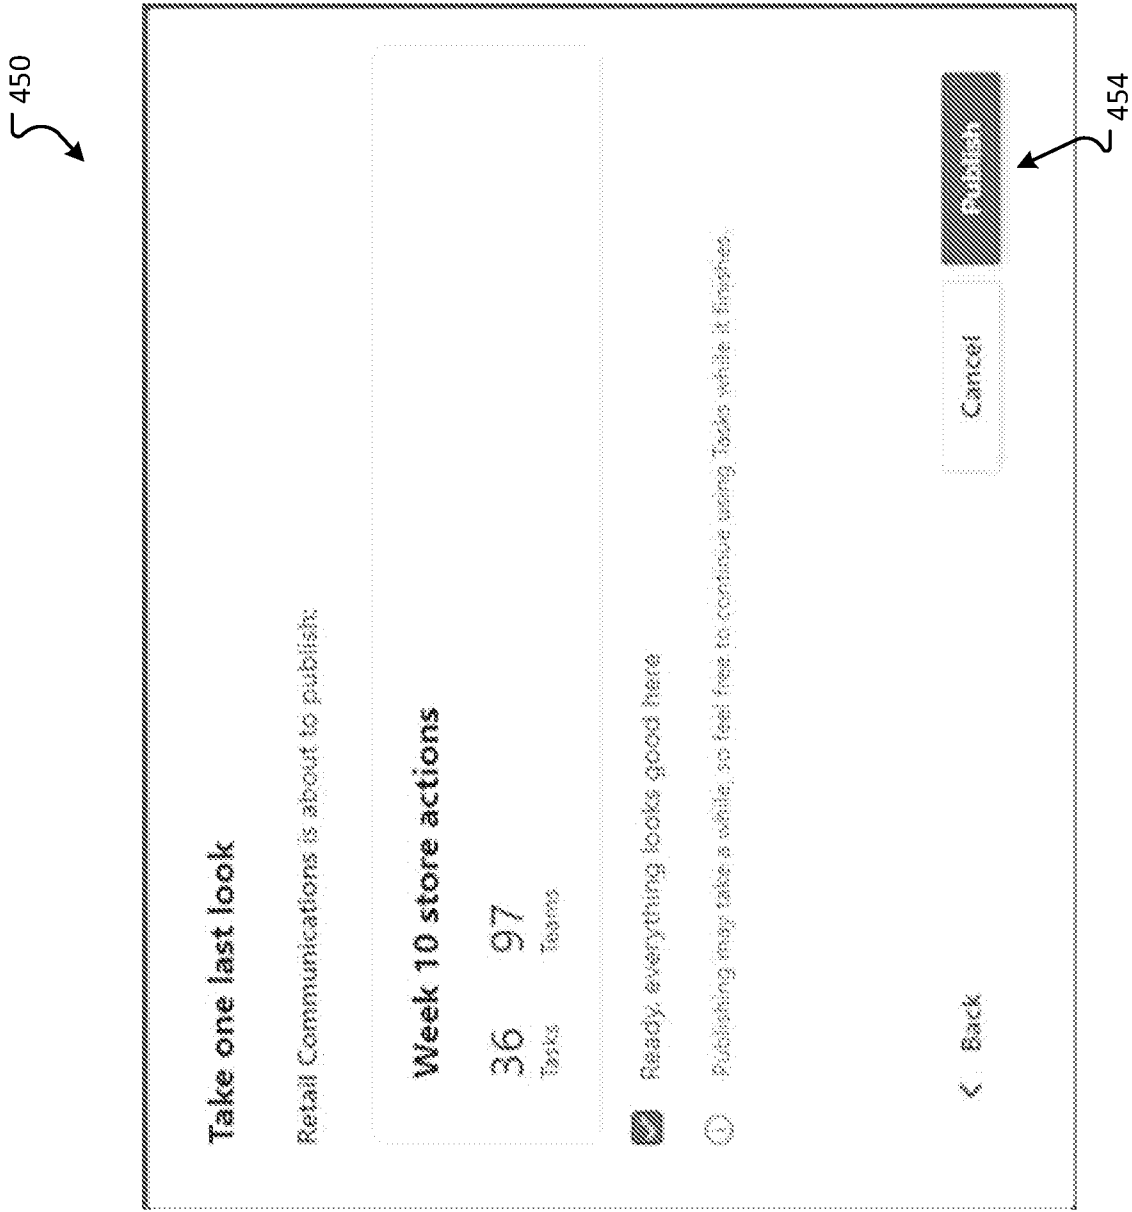 450
Take one last look
Retail Communications is about to publish:
Week 10 store actions
36 97
Tasks Teams
Ready, everything looks good here
Publishing may take a while, so feel free to continue using Tasks while it finishes.
Back Cancel Publish
454